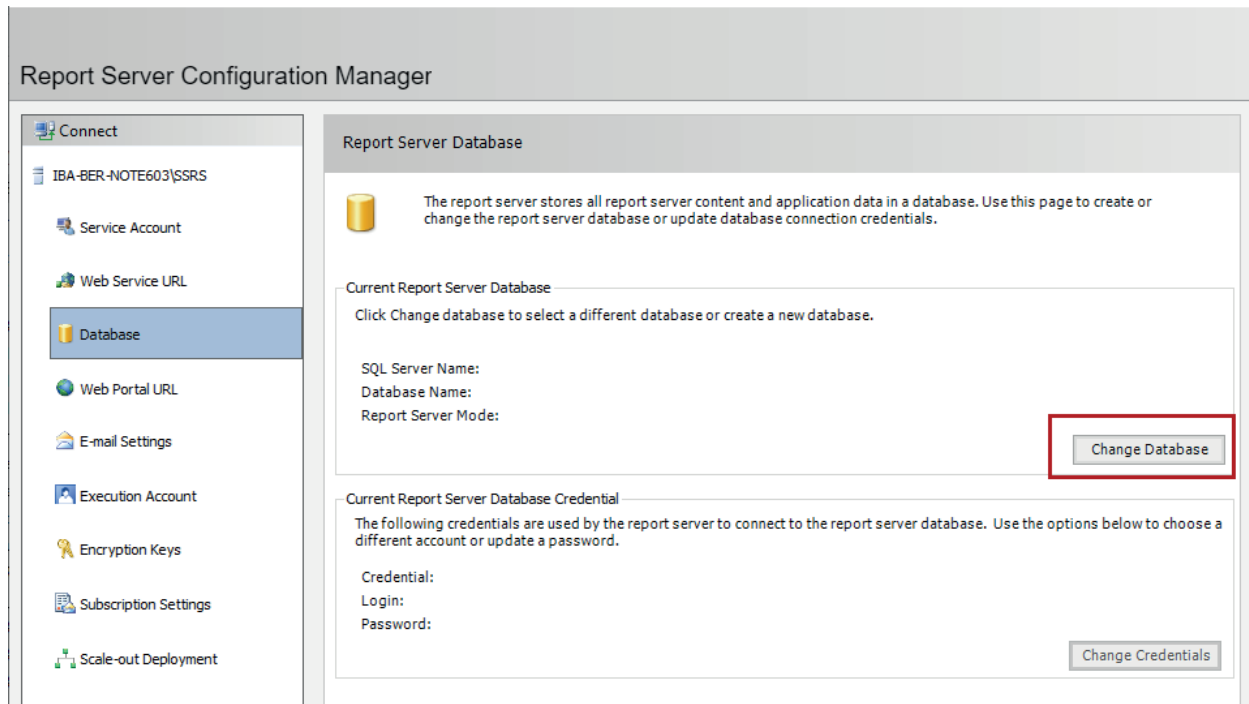 Report Server Configuration Manager
Connect
IBA-BER-NOTE603\SSRS
Service Account
Web Service URL
Database
Web Portal URL
E-mail Settings
Execution Account
Encryption Keys
Subscription Settings
Scale-out Deployment
Report Server Database
The report server stores all report server content and application data in a database. Use this page to create or
change the report server database or update database connection credentials.
Current Report Server Database
Click Change database to select a different database or create a new database.
SQL Server Name:
Database Name:
Report Server Mode:
Change Database
Current Report Server Database Credential
The following credentials are used by the report server to connect to the report server database. Use the options below to choose a
different account or update a password.
Credential:
Login:
Password:
Change Credentials